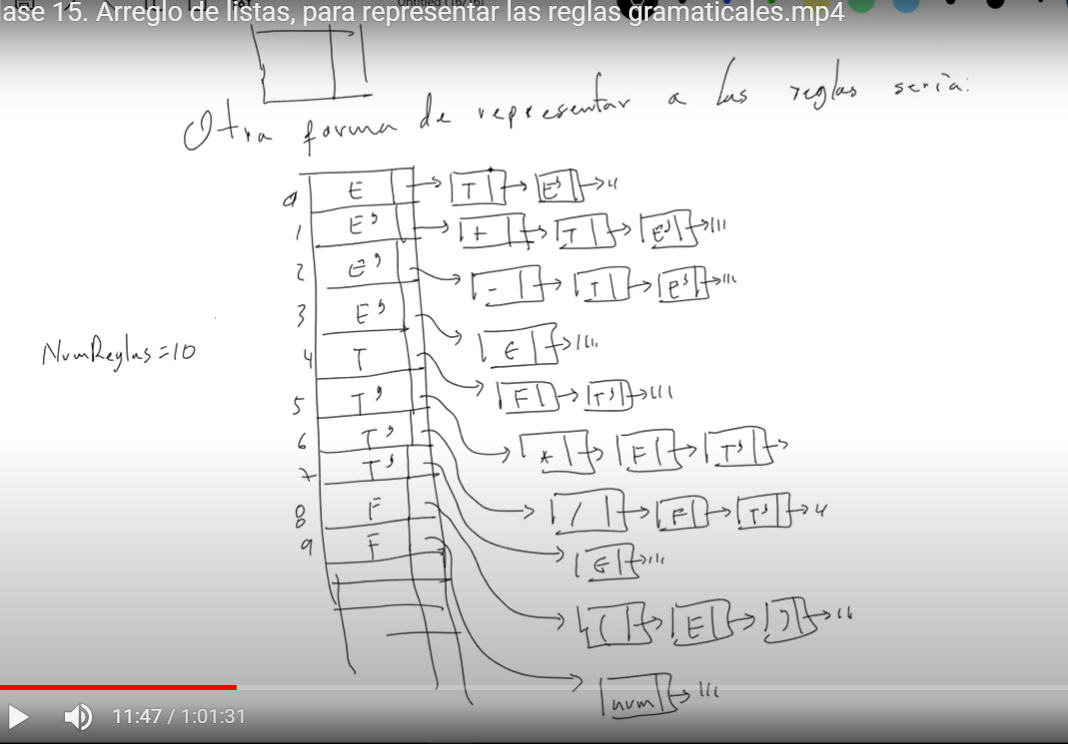 lase 15. Arreglo de listas, para representar las reglas gramaticales.mp4
Otra forma de representar a las reglas sería:
0 E T E'
1 E' + T E'
2 E' - T E'
3 E' ϵ
NumReglas=10
4 T F T'
5 T' * F T'
6 T' / F T'
7 T' ϵ
8 F ( E )
9 F num
11:47 / 1:01:31